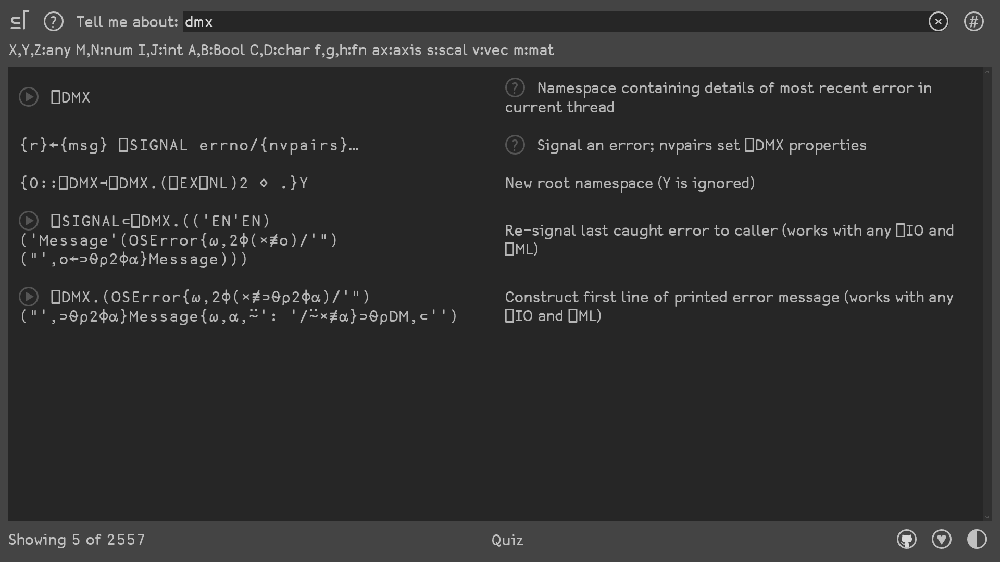 ⊆⌈ ? Tell me about: dmx × #
X,Y,Z:any M,N:num I,J:int A,B:Bool C,D:char f,g,h:fn ax:axis s:scal v:vec m:mat
⎕DMX
? Namespace containing details of most recent error in
current thread
{r}←{msg} ⎕SIGNAL errno/{nvpairs}…
? Signal an error; nvpairs set ⎕DMX properties
{0::⎕DMX⊣⎕DMX.(⎕EX⎕NL)2 ⋄ .}Y
New root namespace (Y is ignored)
⎕SIGNAL⊂⎕DMX.(('EN'EN)
('Message'(OSError{⍵,2⌽(×≢o)/'")
("',o←⊃⍬⍴2⌽⍺}Message)))
Re-signal last caught error to caller (works with any ⎕IO and
⎕ML)
⎕DMX.(OSError{⍵,2⌽(×≢⊃⍬⍴2⌽⍺)/'")
("',⊃⍬⍴2⌽⍺}Message{⍵,⍺,⍨': '/⍨×≢⍺}⊃⍬⍴DM,⊂'')
Construct first line of printed error message (works with any
⎕IO and ⎕ML)
Showing 5 of 2557
Quiz